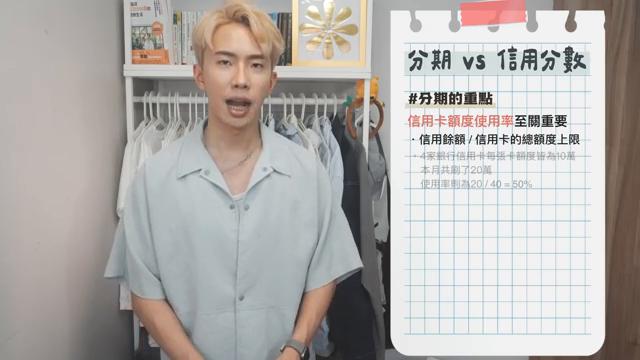 分期 vs 信用分數
#分期的重點
信用卡額度使用率至關重要
·信用餘額 / 信用卡的總額度上限
·4家銀行信用卡每張卡額度皆為10萬
本月共刷了20萬
使用率則為20 / 40 = 50%